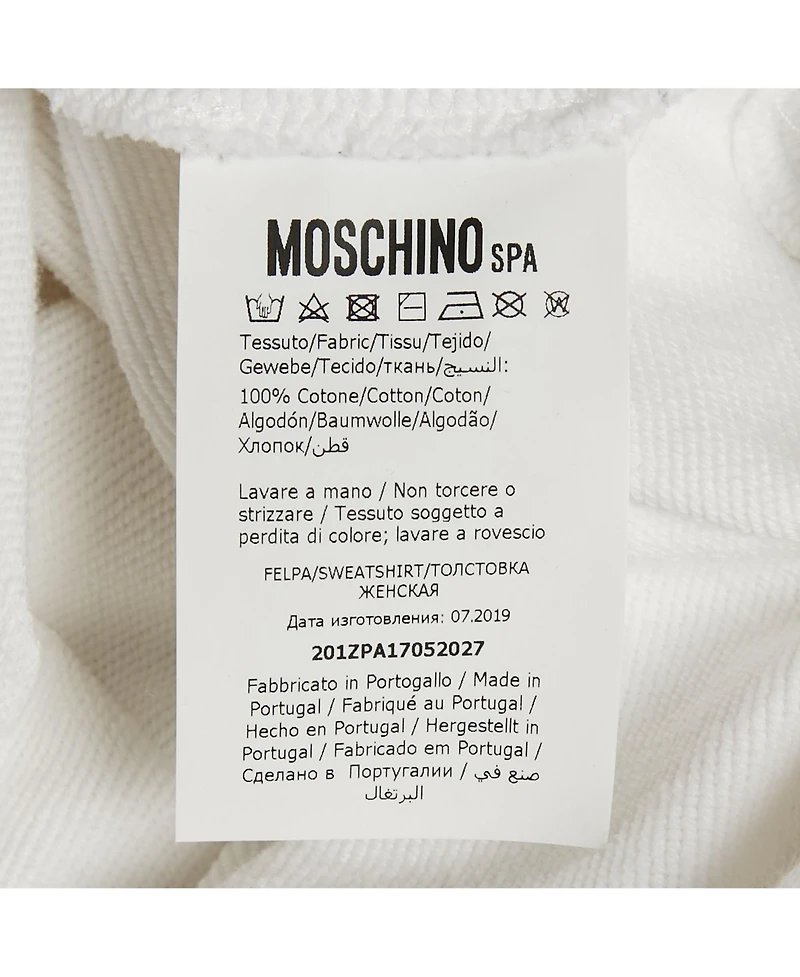 MOSCHINO SPA
Tessuto/Fabric/Tissu/Tejido/
Gewebe/Tecido/ткань/النسيج:
100% Cotone/Cotton/Coton/
Algodón/Baumwolle/Algodão/
Хлопок/قطن
Lavare a mano / Non torcere o
strizzare / Tessuto soggetto a
perdita di colore; lavare a rovescio
FELPA/SWEATSHIRT/ТОЛСТОВКА
ЖЕНСКАЯ
Дата изготовления: 07.2019
201ZPA17052027
Fabbricato in Portogallo / Made in
Portugal / Fabriqué au Portugal /
Hecho en Portugal / Hergestellt in
Portugal / Fabricado em Portugal /
Сделано в Португалии / صنع في
البرتغال